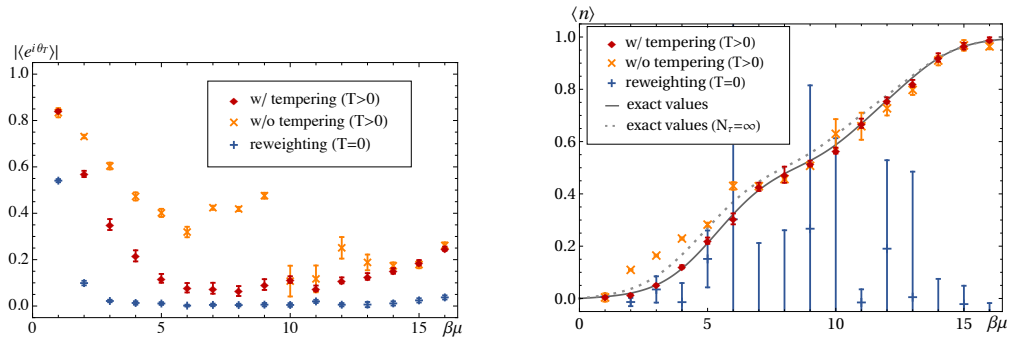 |⟨e^{iθ_T}⟩|
1.0
0.8
0.6
0.4
0.2
0.0
0
5
10
15
βμ
w/ tempering (T>0)
w/o tempering (T>0)
reweighting (T=0)
⟨n⟩
1.0
0.8
0.6
0.4
0.2
0.0
0
5
10
15
βμ
w/ tempering (T>0)
w/o tempering (T>0)
reweighting (T=0)
exact values
exact values (N_τ=∞)